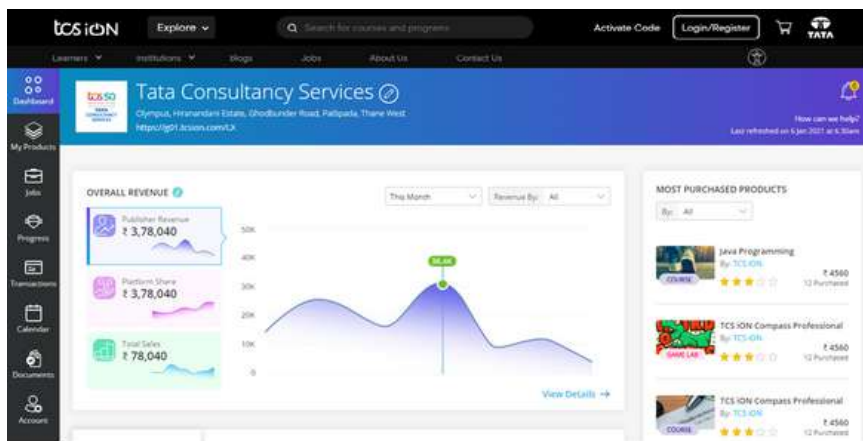 tcs iON
Explore
Search for courses and programs
Activate Code
Login/Register
TATA
Learners
Institutions
Blogs
Jobs
About Us
Contact Us
Dashboard
My Products
Jobs
Progress
Transactions
Calendar
Documents
Account
TATA
CONSULTANCY
SERVICES
Tata Consultancy Services
Olympus, Hiranandani Estate, Ghodbunder Road, Patlipada, Thane West
https://g01.tcsion.com/LX
How can we help?
Last refreshed on 6 Jan 2021 at 6.30am
OVERALL REVENUE
This Month
Revenue By: All
Publisher Revenue
₹ 3,78,040
Platform Share
₹ 3,78,040
Total Sales
₹ 78,040
50K
40K
30K
20K
10K
0
View Details
MOST PURCHASED PRODUCTS
By: All
COURSE
Java Programming
By: TCS iON
₹ 4560
12 Purchased
GAME LAB
TCS iON Compass Professional
By: TCS iON
₹ 4560
12 Purchased
COURSE
TCS iON Compass Professional
By: TCS iON
₹ 4560
12 Purchased